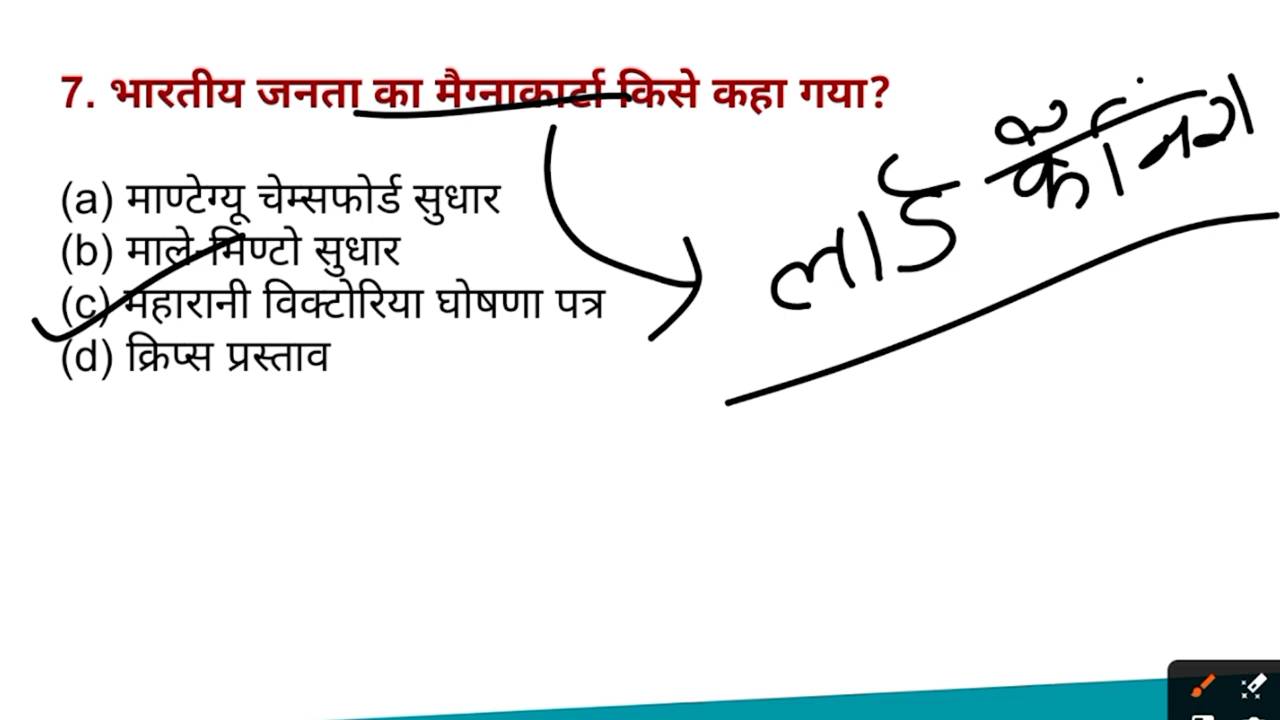 7. भारतीय जनता का मैग्नाकार्टा किसे कहा गया?
(a) माण्टेग्यू चेम्सफोर्ड सुधार
(b) माले-मिण्टो सुधार
(c) महारानी विक्टोरिया घोषणा पत्र
(d) क्रिप्स प्रस्ताव
लार्ड कैनिंग